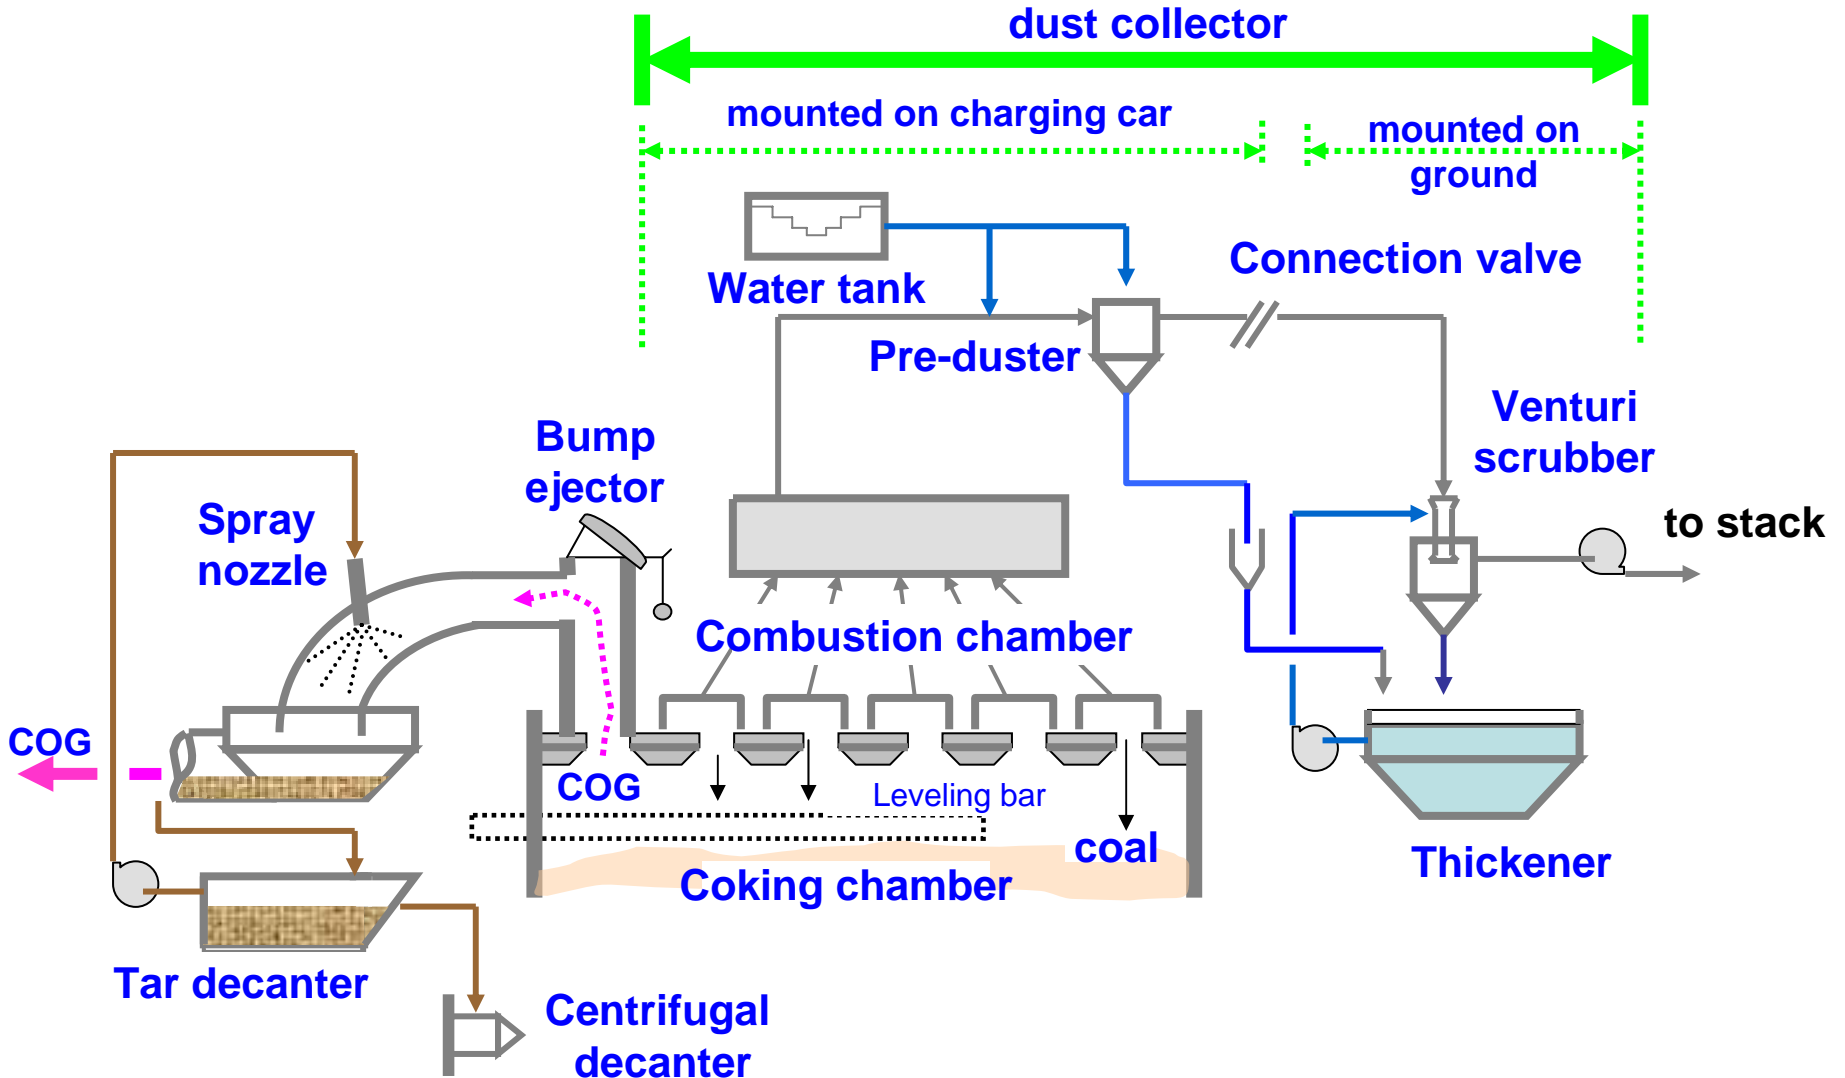 dust collector
mounted on charging car
mounted on
ground
Water tank
Connection valve
Pre-duster
Venturi
scrubber
Bump
ejector
Spray
nozzle
to stack
Combustion chamber
COG
COG
Leveling bar
coal
Coking chamber
Thickener
Tar decanter
Centrifugal
decanter